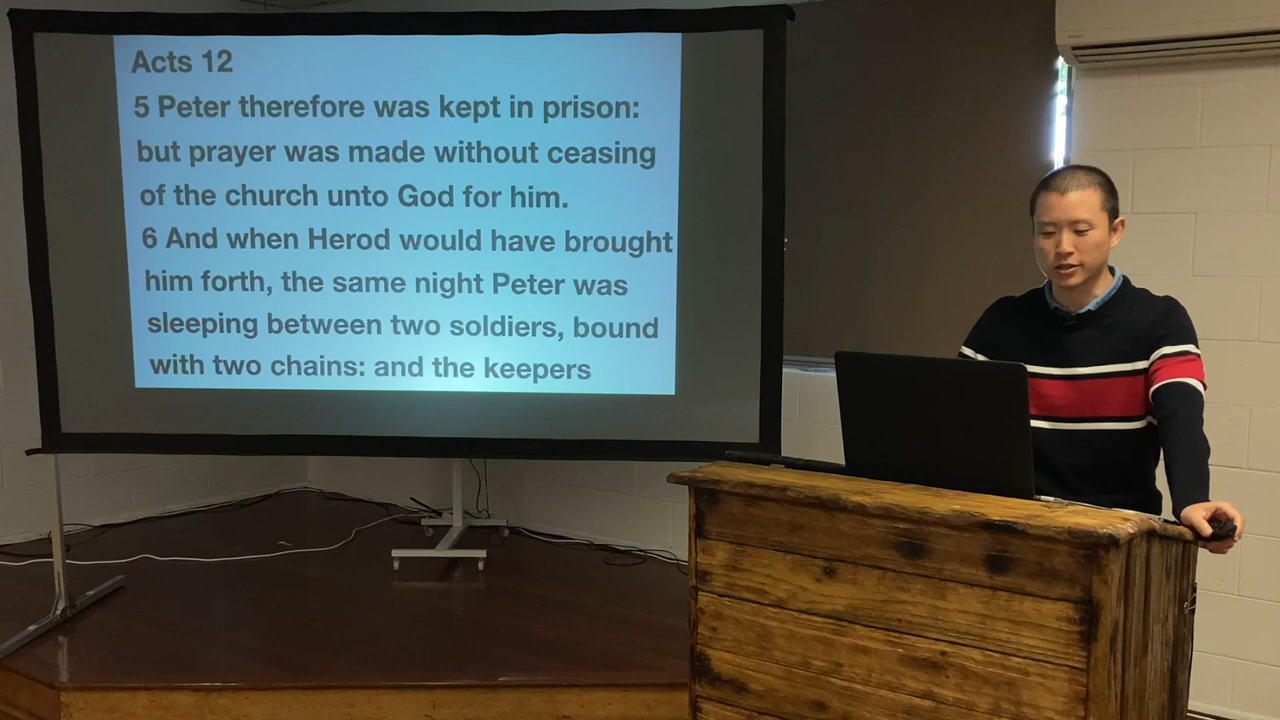 Acts 12
5 Peter therefore was kept in prison:
but prayer was made without ceasing
of the church unto God for him.
6 And when Herod would have brought
him forth, the same night Peter was
sleeping between two soldiers, bound
with two chains: and the keepers